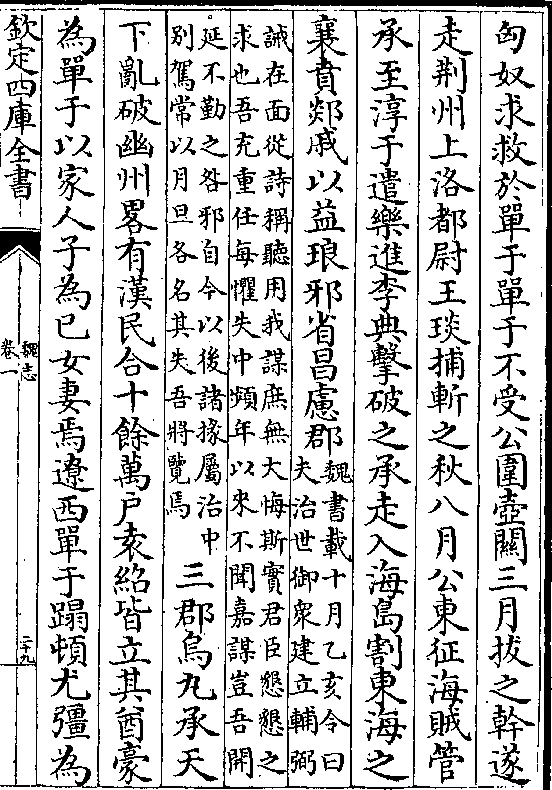 匈奴求救於單于單于不受公圍壺關三月拔之幹遂
走荆州上洛都尉王琰捕斬之秋八月公東征海賊管
承至淳于遣樂進李典擊破之承走入海島割東海之
襄賁郯戚以益琅邪省昌慮郡
魏書載十月乙亥令曰
夫治世御衆建立輔弼
誡在面從詩稱聽用我謀庶無大悔斯實君臣懇懇之
求也吾充重任每懼失中頻年以來不聞嘉謀豈吾開
延不勤之咎邪自今以後諸掾屬治中
别駕常以月旦各名其失吾將覽焉
三郡烏丸承天
下亂破幽州畧有漢民合十餘萬户袁紹皆立其酋豪
為單于以家人子為已女妻焉遼西單于蹋頓尤彊為
欽定四庫全書
魏志
卷一
二十九